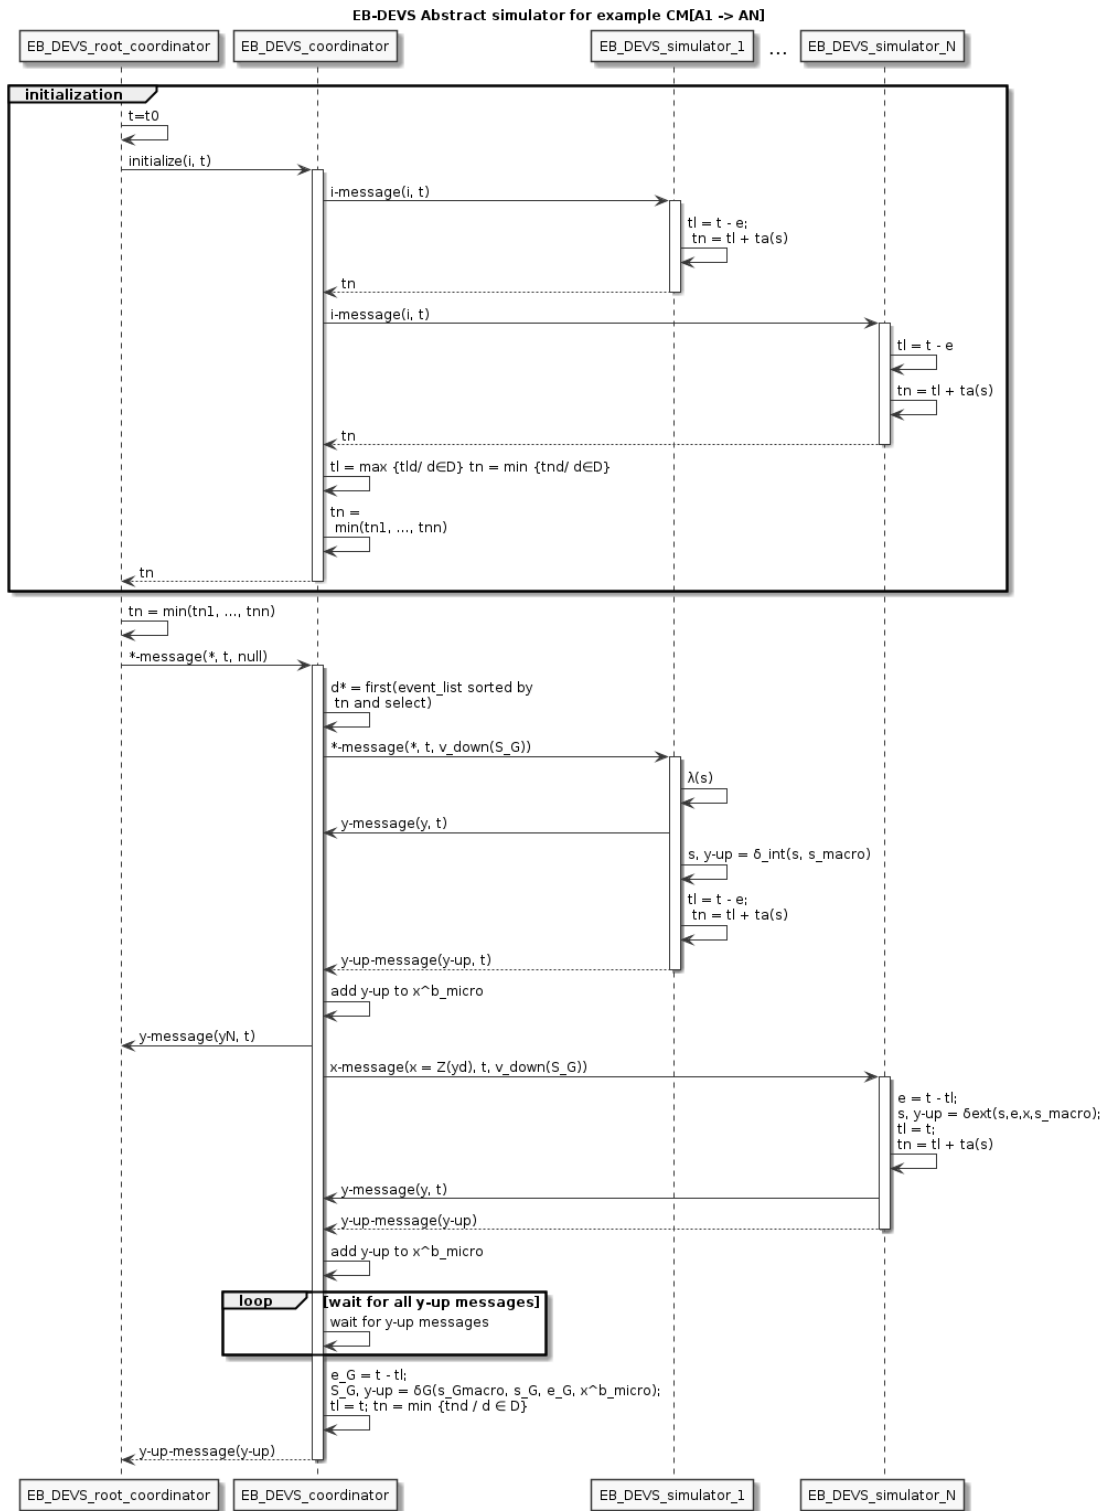 EB-DEVS Abstract simulator for example CM[A1 -> AN]
EB_DEVS_root_coordinator
EB_DEVS_coordinator
EB_DEVS_simulator_1
...
EB_DEVS_simulator_N
initialization
t=t0
initialize(i, t)
i-message(i, t)
tl = t - e;
tn = tl + ta(s)
tn
i-message(i, t)
tl = t - e
tn = tl + ta(s)
tn
tl = max {tld/ d∈D} tn = min {tnd/ d∈D}
tn =
min(tn1, ..., tnn)
tn
tn = min(tn1, ..., tnn)
*-message(*, t, null)
d* = first(event_list sorted by
tn and select)
*-message(*, t, v_down(S_G))
λ(s)
y-message(y, t)
s, y-up = δ_int(s, s_macro)
tl = t - e;
tn = tl + ta(s)
y-up-message(y-up, t)
add y-up to x^b_micro
y-message(yN, t)
x-message(x = Z(yd), t, v_down(S_G))
e = t - tl;
s, y-up = δext(s,e,x,s_macro);
tl = t;
tn = tl + ta(s)
y-message(y, t)
y-up-message(y-up)
add y-up to x^b_micro
loop [wait for all y-up messages]
wait for y-up messages
e_G = t - tl;
S_G, y-up = δG(s_Gmacro, s_G, e_G, x^b_micro);
tl = t; tn = min {tnd / d ∈ D}
y-up-message(y-up)
EB_DEVS_root_coordinator
EB_DEVS_coordinator
EB_DEVS_simulator_1
EB_DEVS_simulator_N